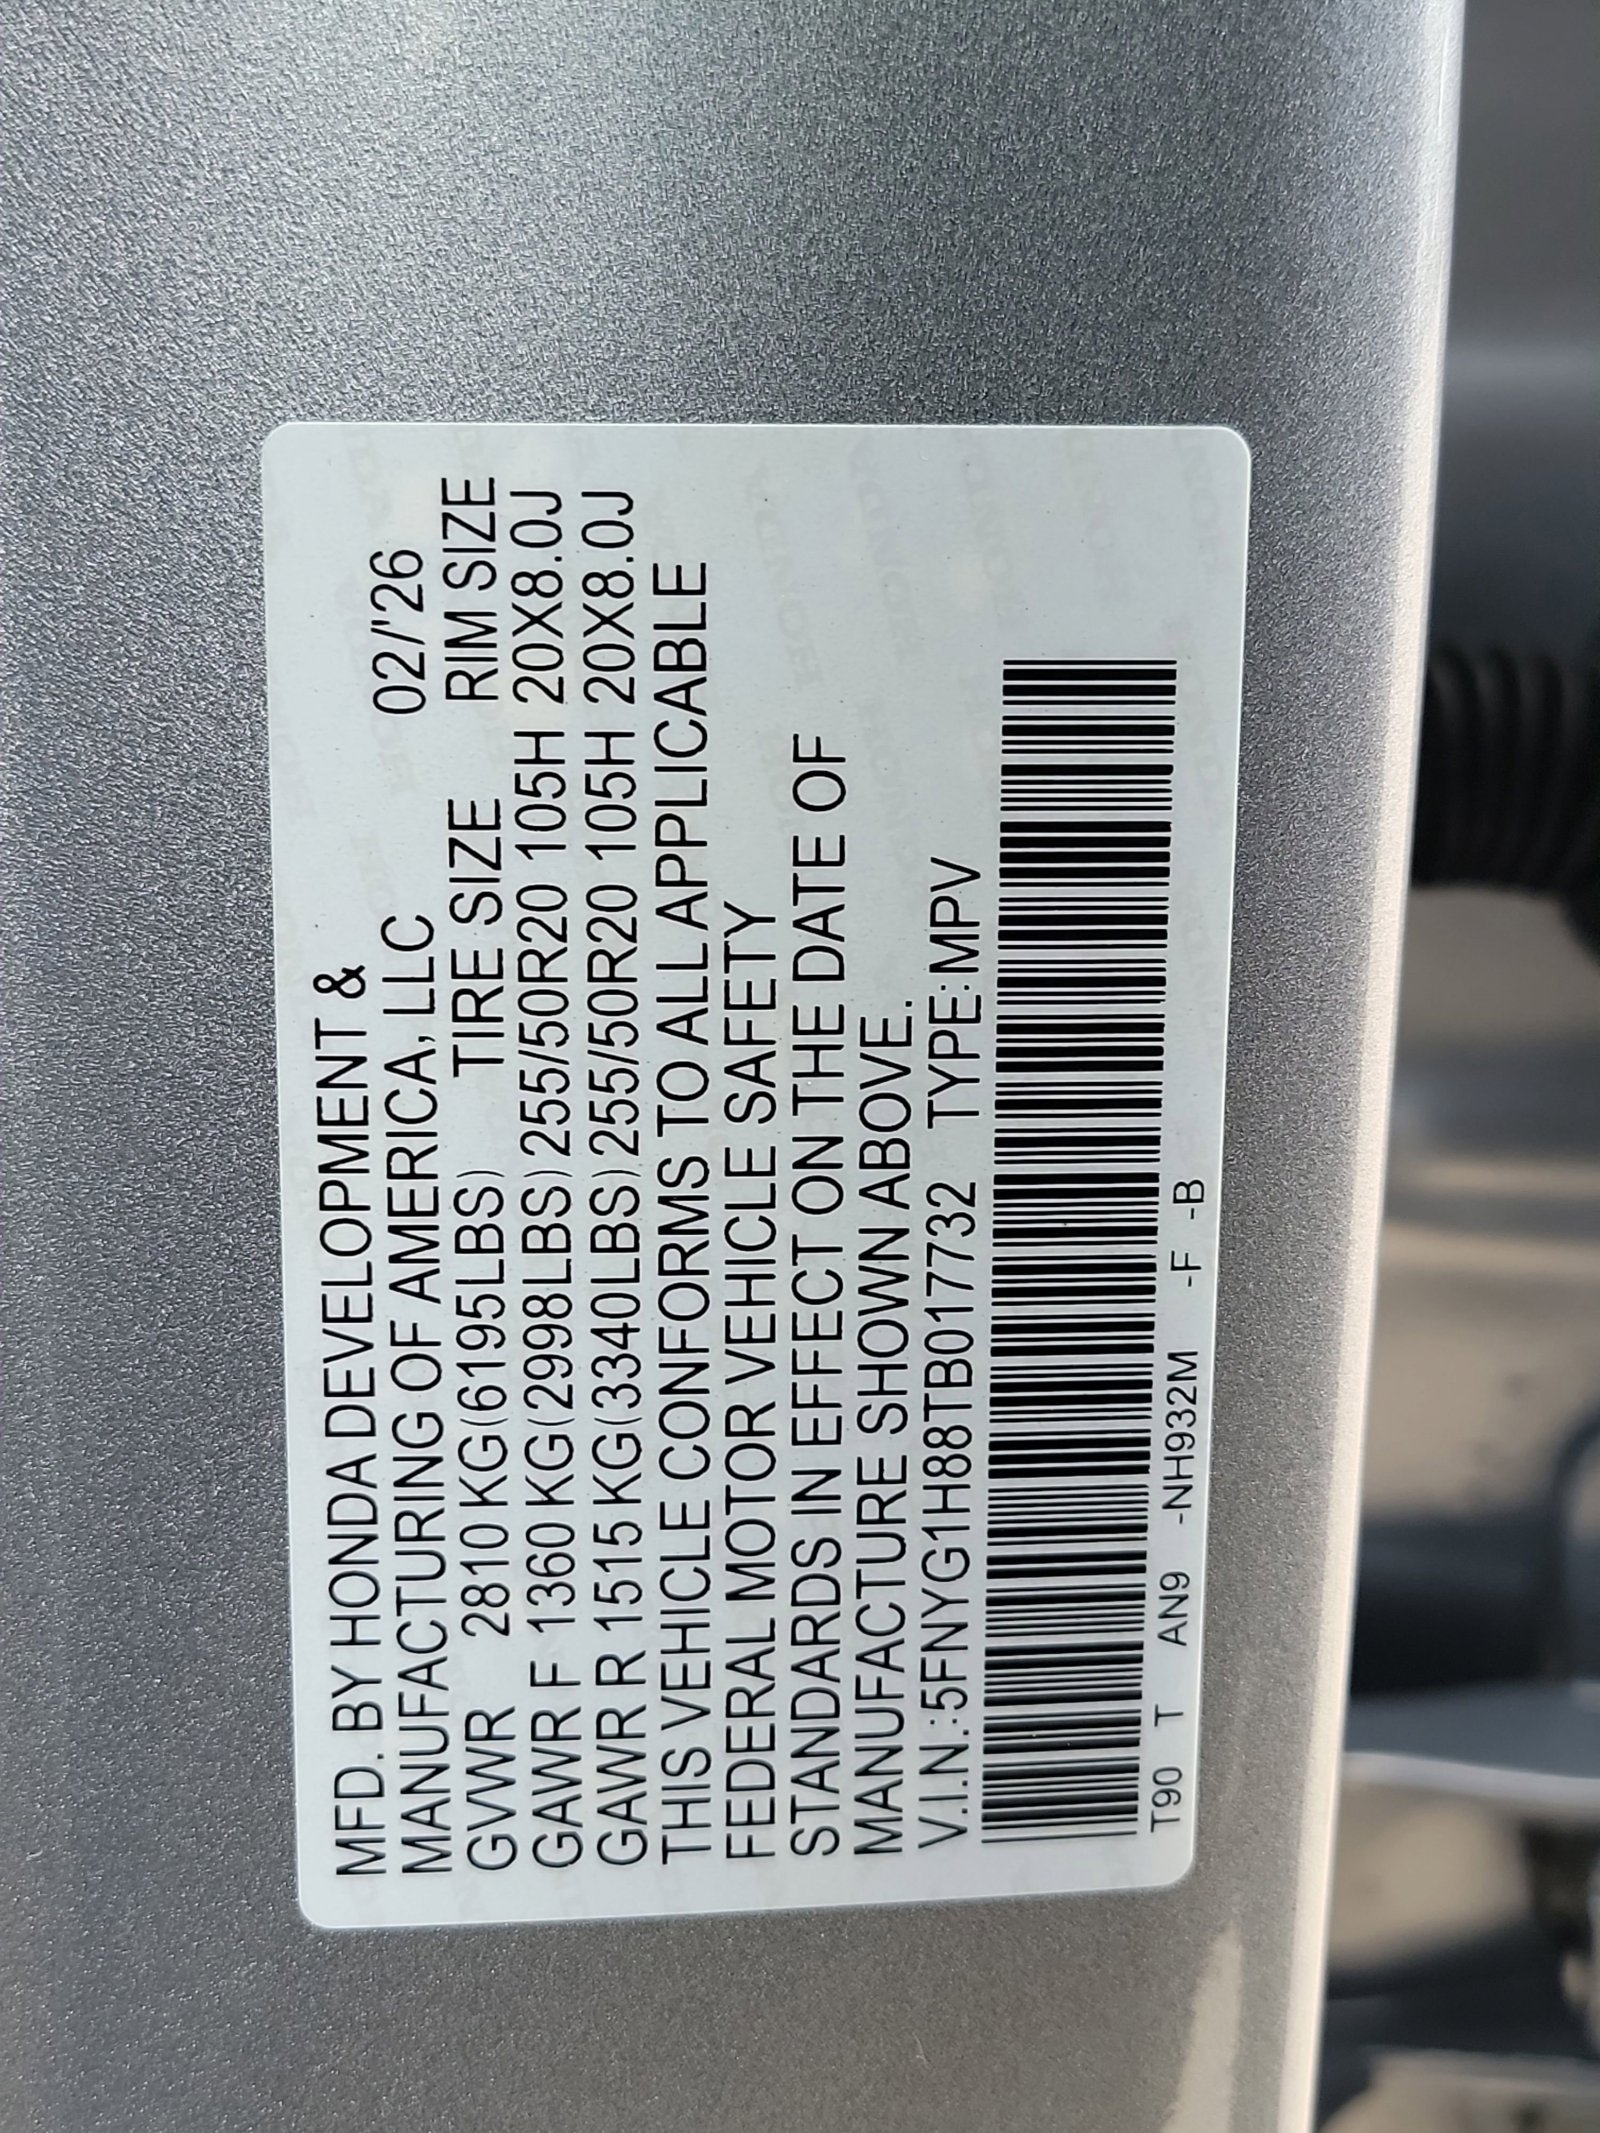 MFD. BY HONDA DEVELOPMENT &
MANUFACTURING OF AMERICA, LLC 02/'26
GVWR 2810 KG(6195LBS) TIRE SIZE RIM SIZE
GAWR F 1360 KG(2998LBS) 255/50R20 105H 20X8.0J
GAWR R 1515 KG(3340LBS) 255/50R20 105H 20X8.0J
THIS VEHICLE CONFORMS TO ALL APPLICABLE
FEDERAL MOTOR VEHICLE SAFETY
STANDARDS IN EFFECT ON THE DATE OF
MANUFACTURE SHOWN ABOVE.
V.I.N.:5FNYG1H88TB017732 TYPE:MPV
T90 T AN9 -NH932M -F -B